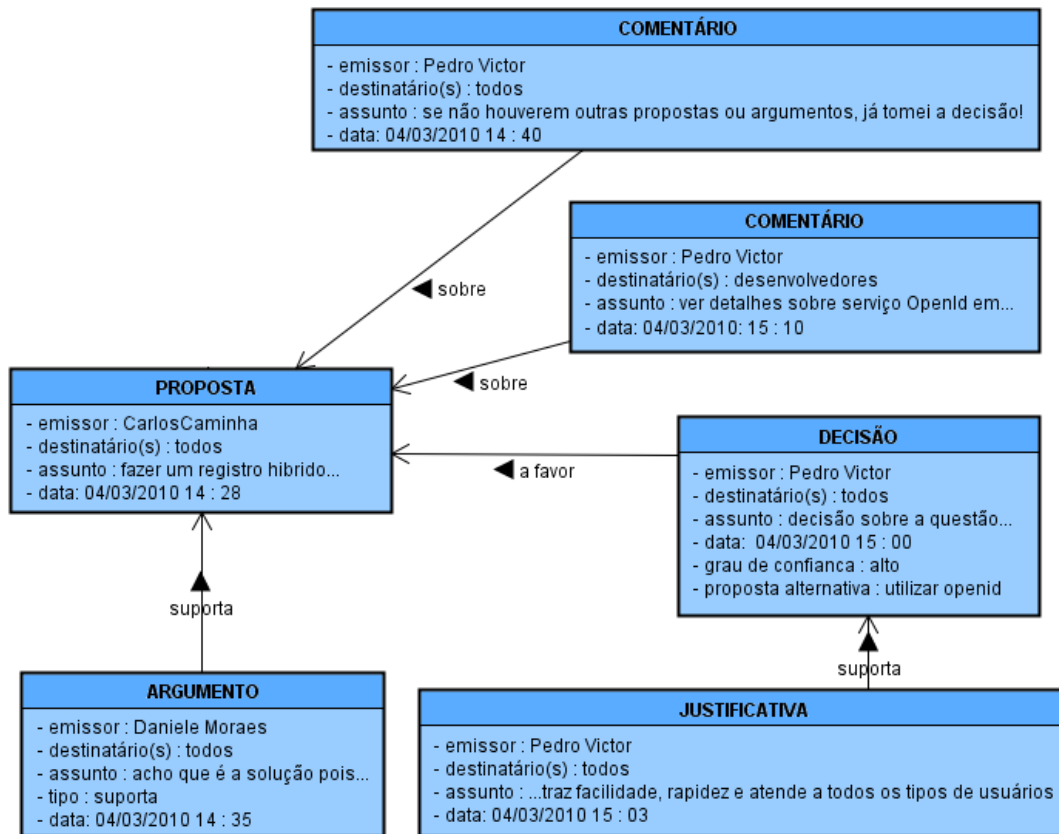 COMENTÁRIO
- emissor : Pedro Victor
- destinatário(s) : todos
- assunto : se não houverem outras propostas ou argumentos, já tomei a decisão!
- data: 04/03/2010 14 : 40
COMENTÁRIO
- emissor : Pedro Victor
- destinatário(s) : desenvolvedores
- assunto : ver detalhes sobre serviço OpenId em...
- data: 04/03/2010: 15 : 10
sobre
sobre
PROPOSTA
- emissor : CarlosCaminha
- destinatário(s) : todos
- assunto : fazer um registro hibrido...
- data: 04/03/2010 14 : 28
a favor
DECISÃO
- emissor : Pedro Victor
- destinatário(s) : todos
- assunto : decisão sobre a questão...
- data:  04/03/2010 15 : 00
- grau de confianca : alto
- proposta alternativa : utilizar openid
suporta
suporta
ARGUMENTO
- emissor : Daniele Moraes
- destinatário(s) : todos
- assunto : acho que é a solução pois...
- tipo : suporta
- data: 04/03/2010 14 : 35
JUSTIFICATIVA
- emissor : Pedro Victor
- destinatário(s) : todos
- assunto : ...traz facilidade, rapidez e atende a todos os tipos de usuários
- data: 04/03/2010 15 : 03